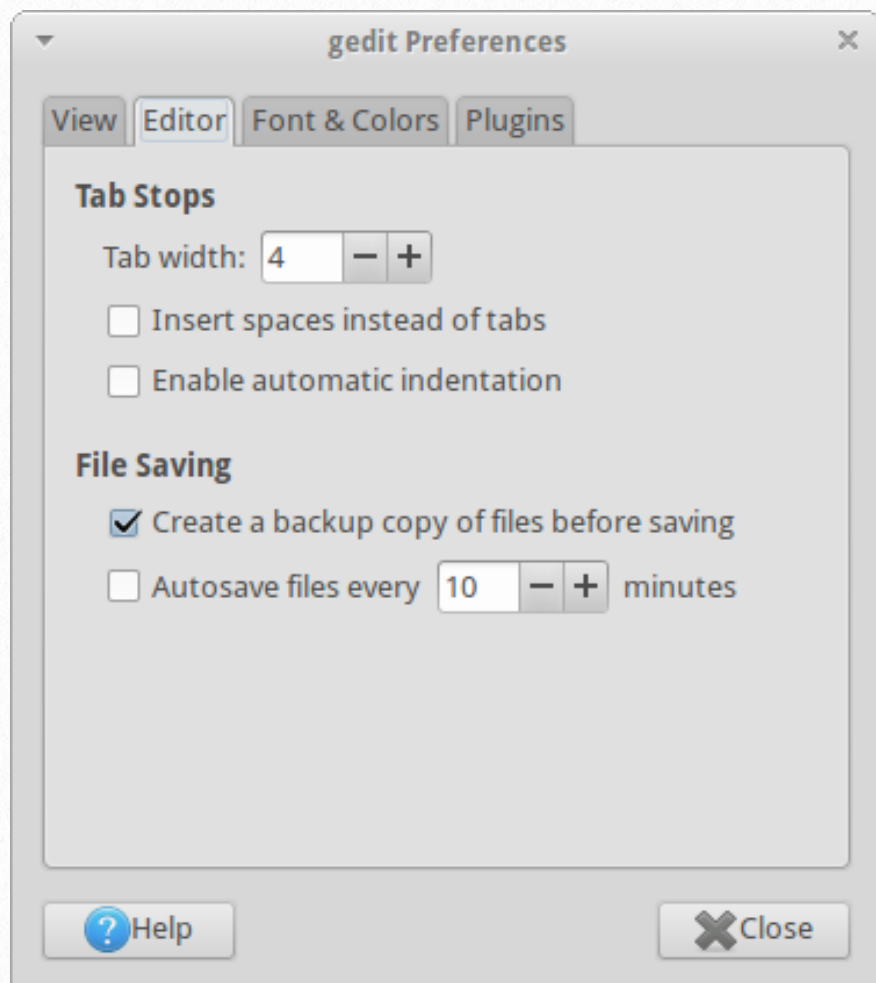 gedit Preferences
View Editor Font & Colors Plugins
Tab Stops
Tab width: 4
Insert spaces instead of tabs
Enable automatic indentation
File Saving
Create a backup copy of files before saving
Autosave files every 10 minutes
Help Close